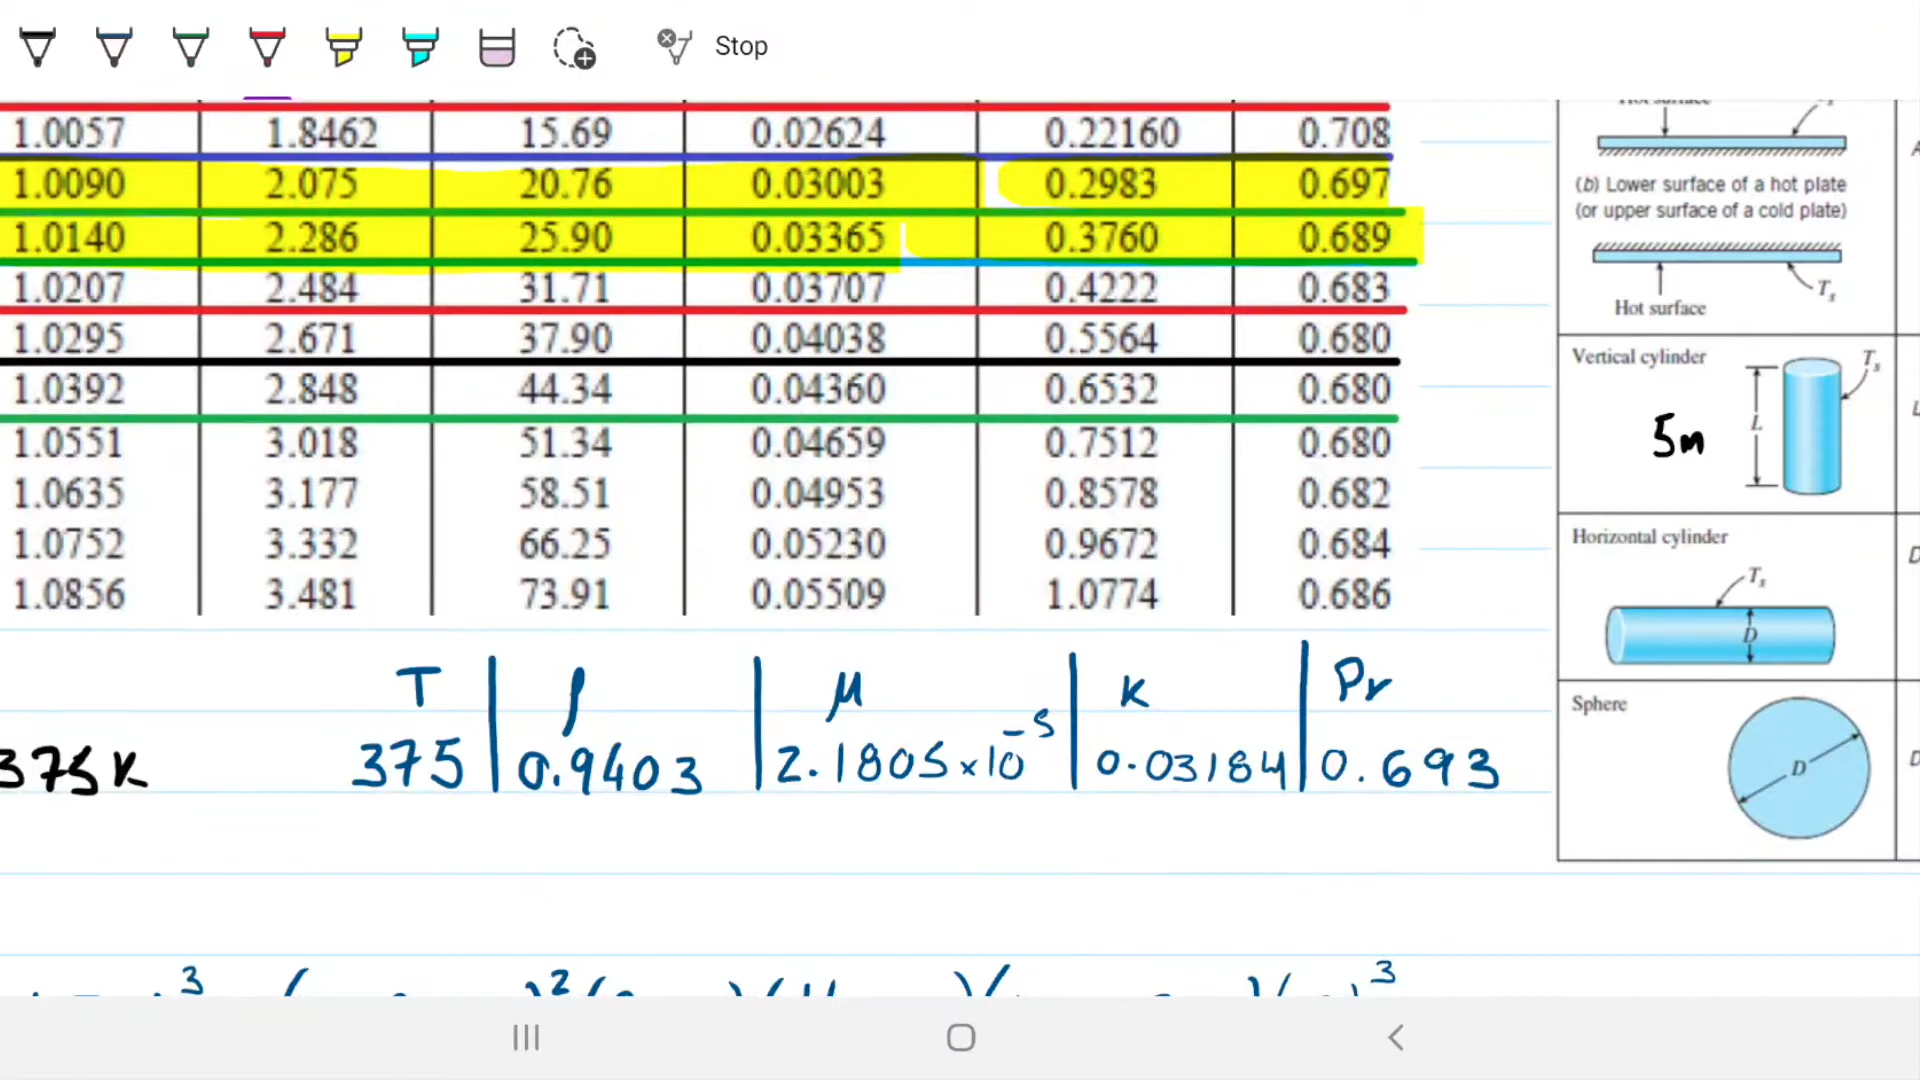 Stop
1.0057 1.8462 15.69 0.02624 0.22160 0.708
1.0090 2.075 20.76 0.03003 0.2983 0.697
1.0140 2.286 25.90 0.03365 0.3760 0.689
1.0207 2.484 31.71 0.03707 0.4222 0.683
1.0295 2.671 37.90 0.04038 0.5564 0.680
1.0392 2.848 44.34 0.04360 0.6532 0.680
1.0551 3.018 51.34 0.04659 0.7512 0.680
1.0635 3.177 58.51 0.04953 0.8578 0.682
1.0752 3.332 66.25 0.05230 0.9672 0.684
1.0856 3.481 73.91 0.05509 1.0774 0.686
T ρ μ K Pr
375K 375 0.9403 2.1805×10⁻⁵ 0.03184 0.693
(b) Lower surface of a hot plate
(or upper surface of a cold plate)
Ts
Hot surface
Vertical cylinder
Ts
L
5m
Horizontal cylinder
Ts
D
Sphere
D